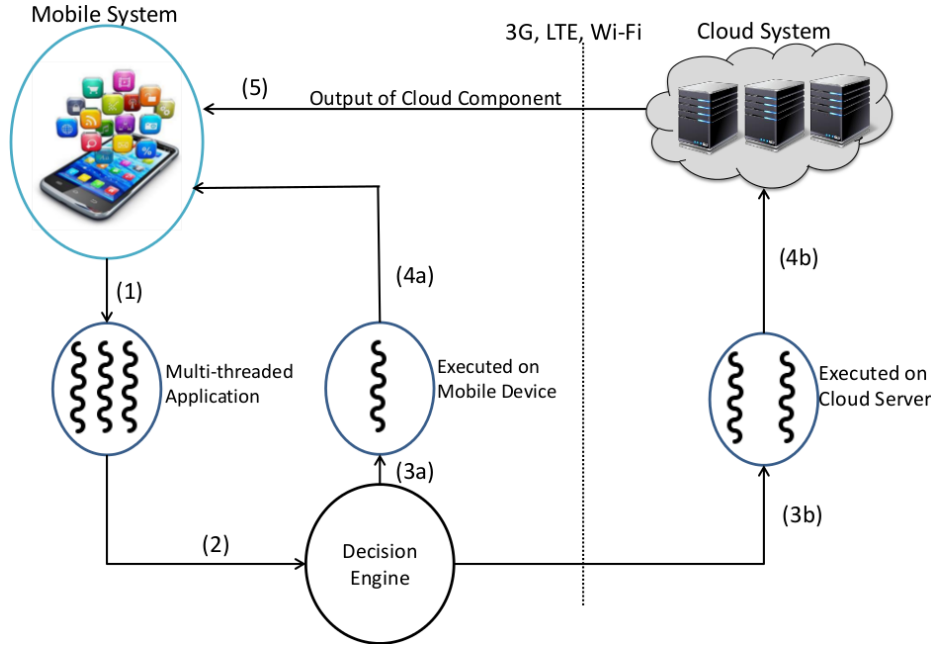 Mobile System
3G, LTE, Wi-Fi
Cloud System
(5)
Output of Cloud Component
(1)
(4a)
(4b)
Multi-threaded
Application
Executed on
Mobile Device
Executed on
Cloud Server
(3a)
(2)
(3b)
Decision
Engine